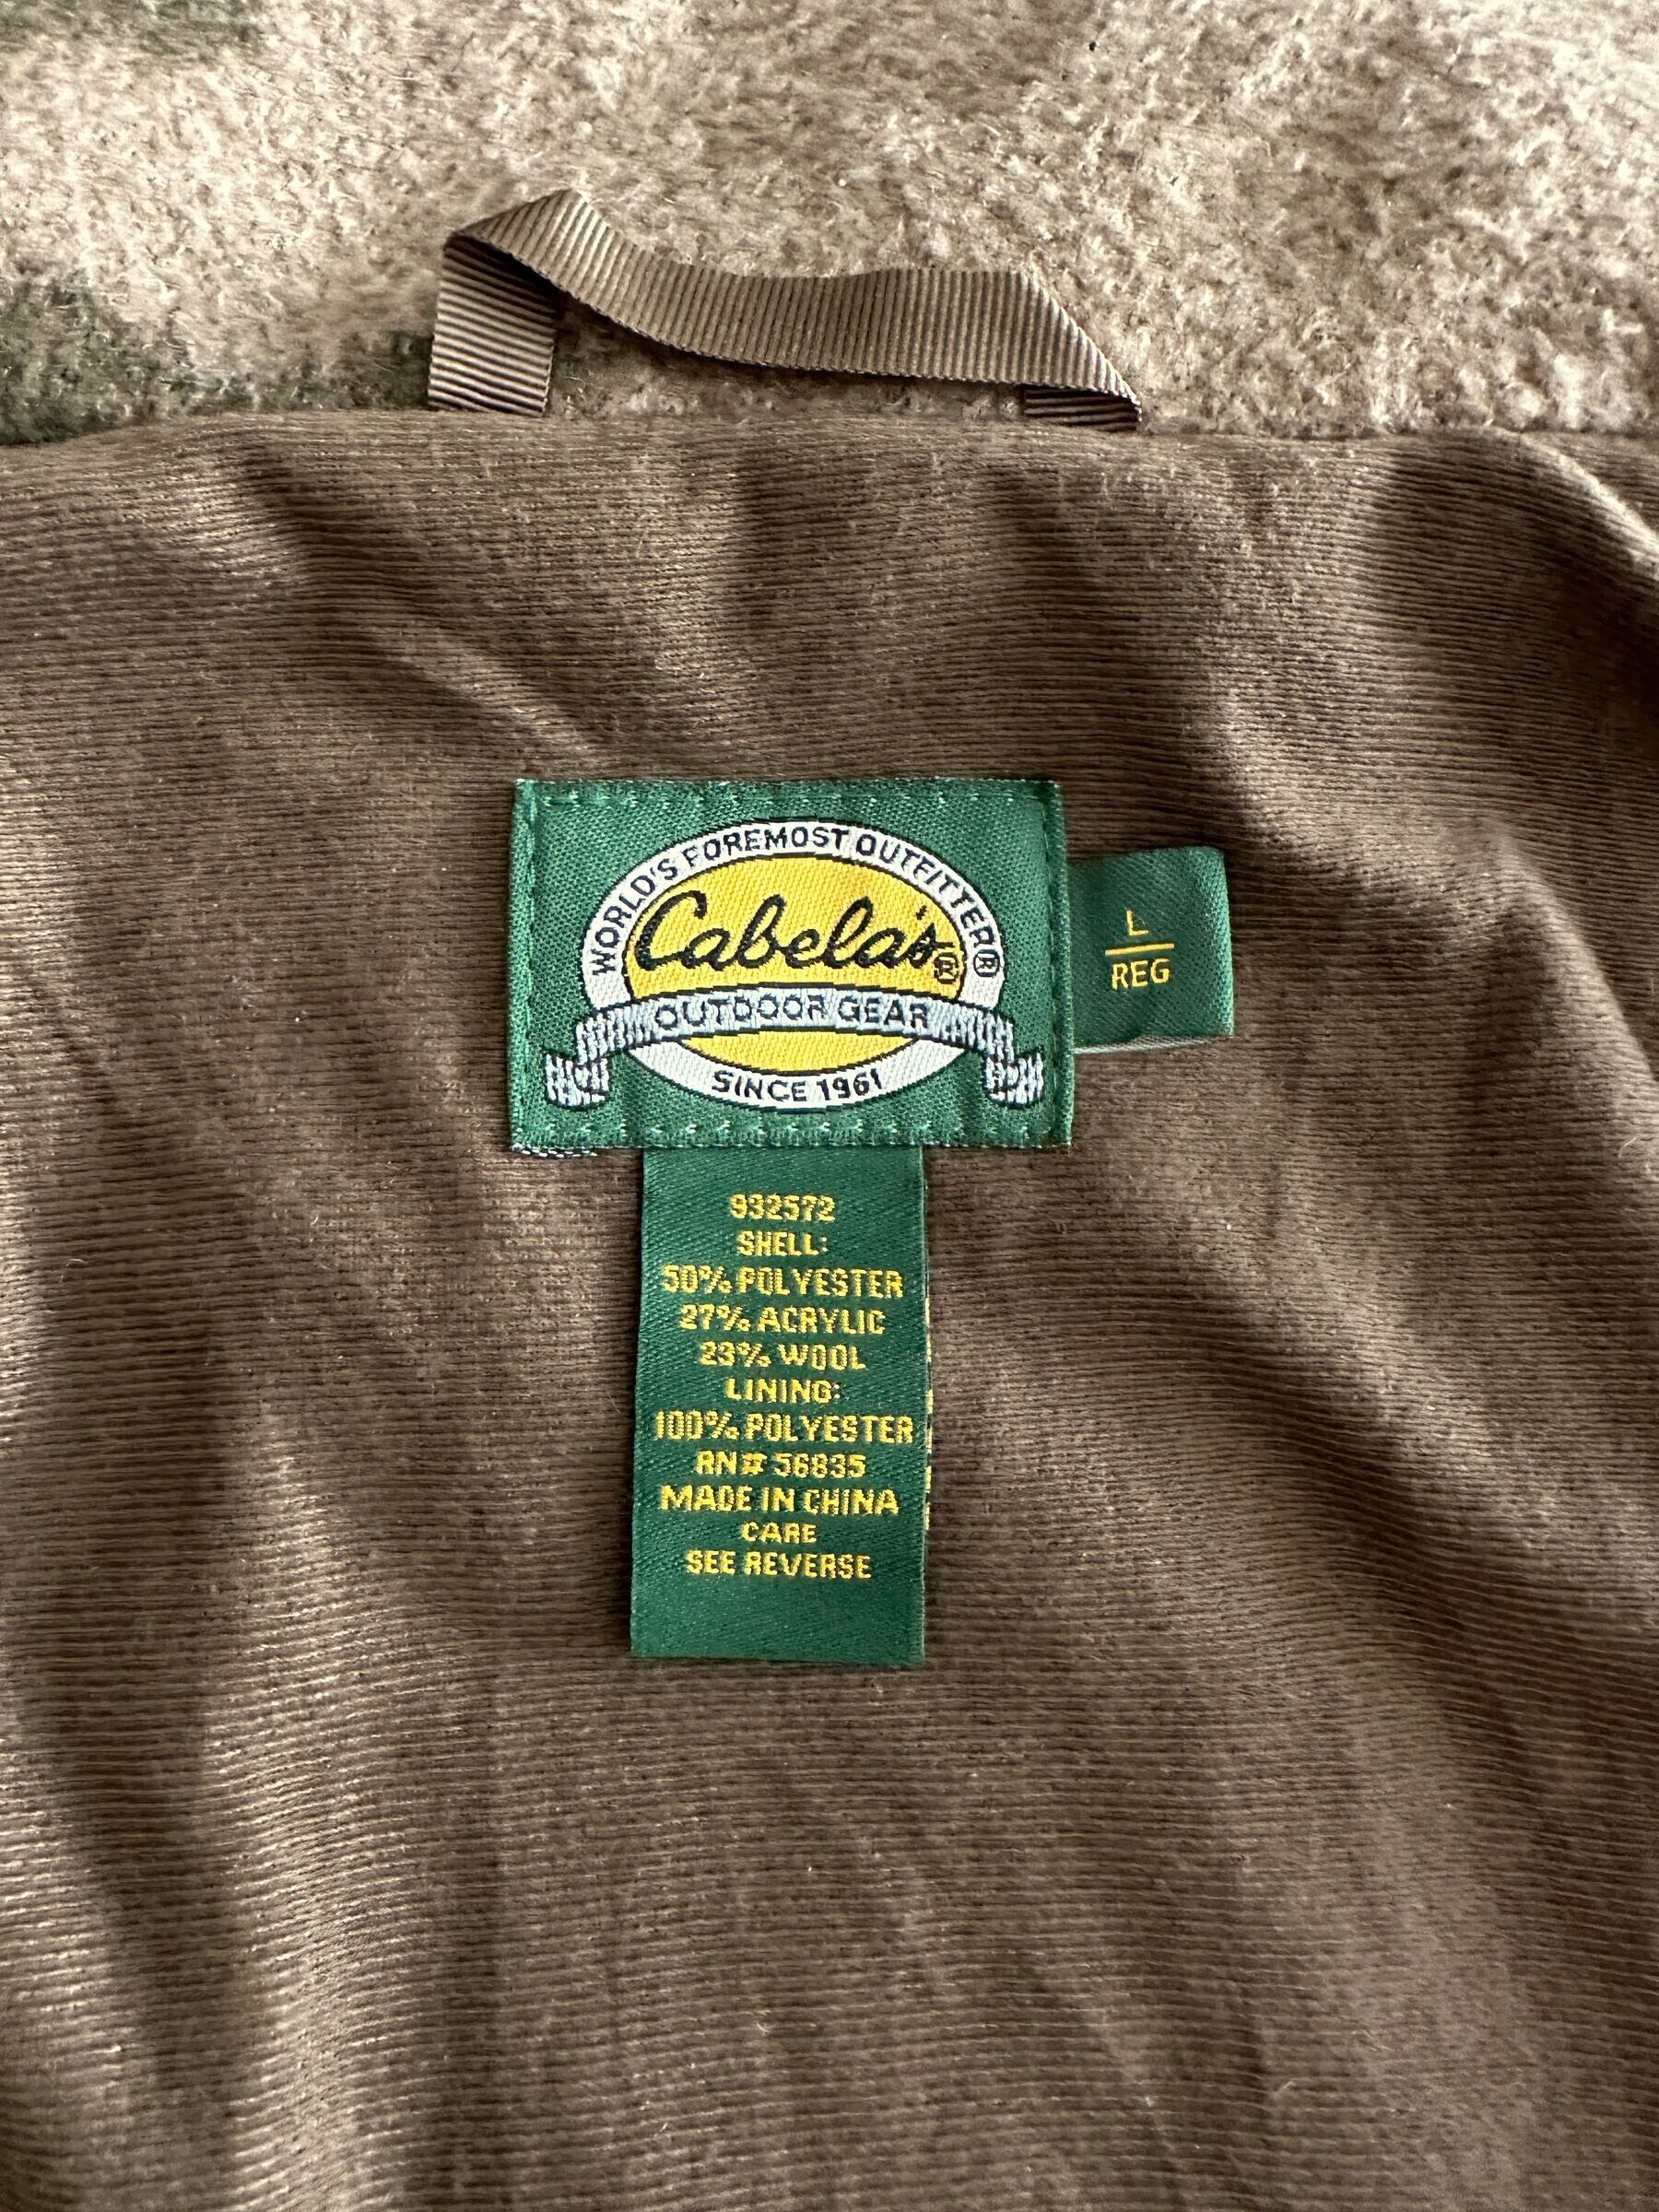 WORLD'S FOREMOST OUTFITTER®
Cabela's®
OUTDOOR GEAR
SINCE 1961
L
REG
932572
SHELL:
50% POLYESTER
27% ACRYLIC
23% WOOL
LINING:
100% POLYESTER
RN# 56835
MADE IN CHINA
CARE
SEE REVERSE